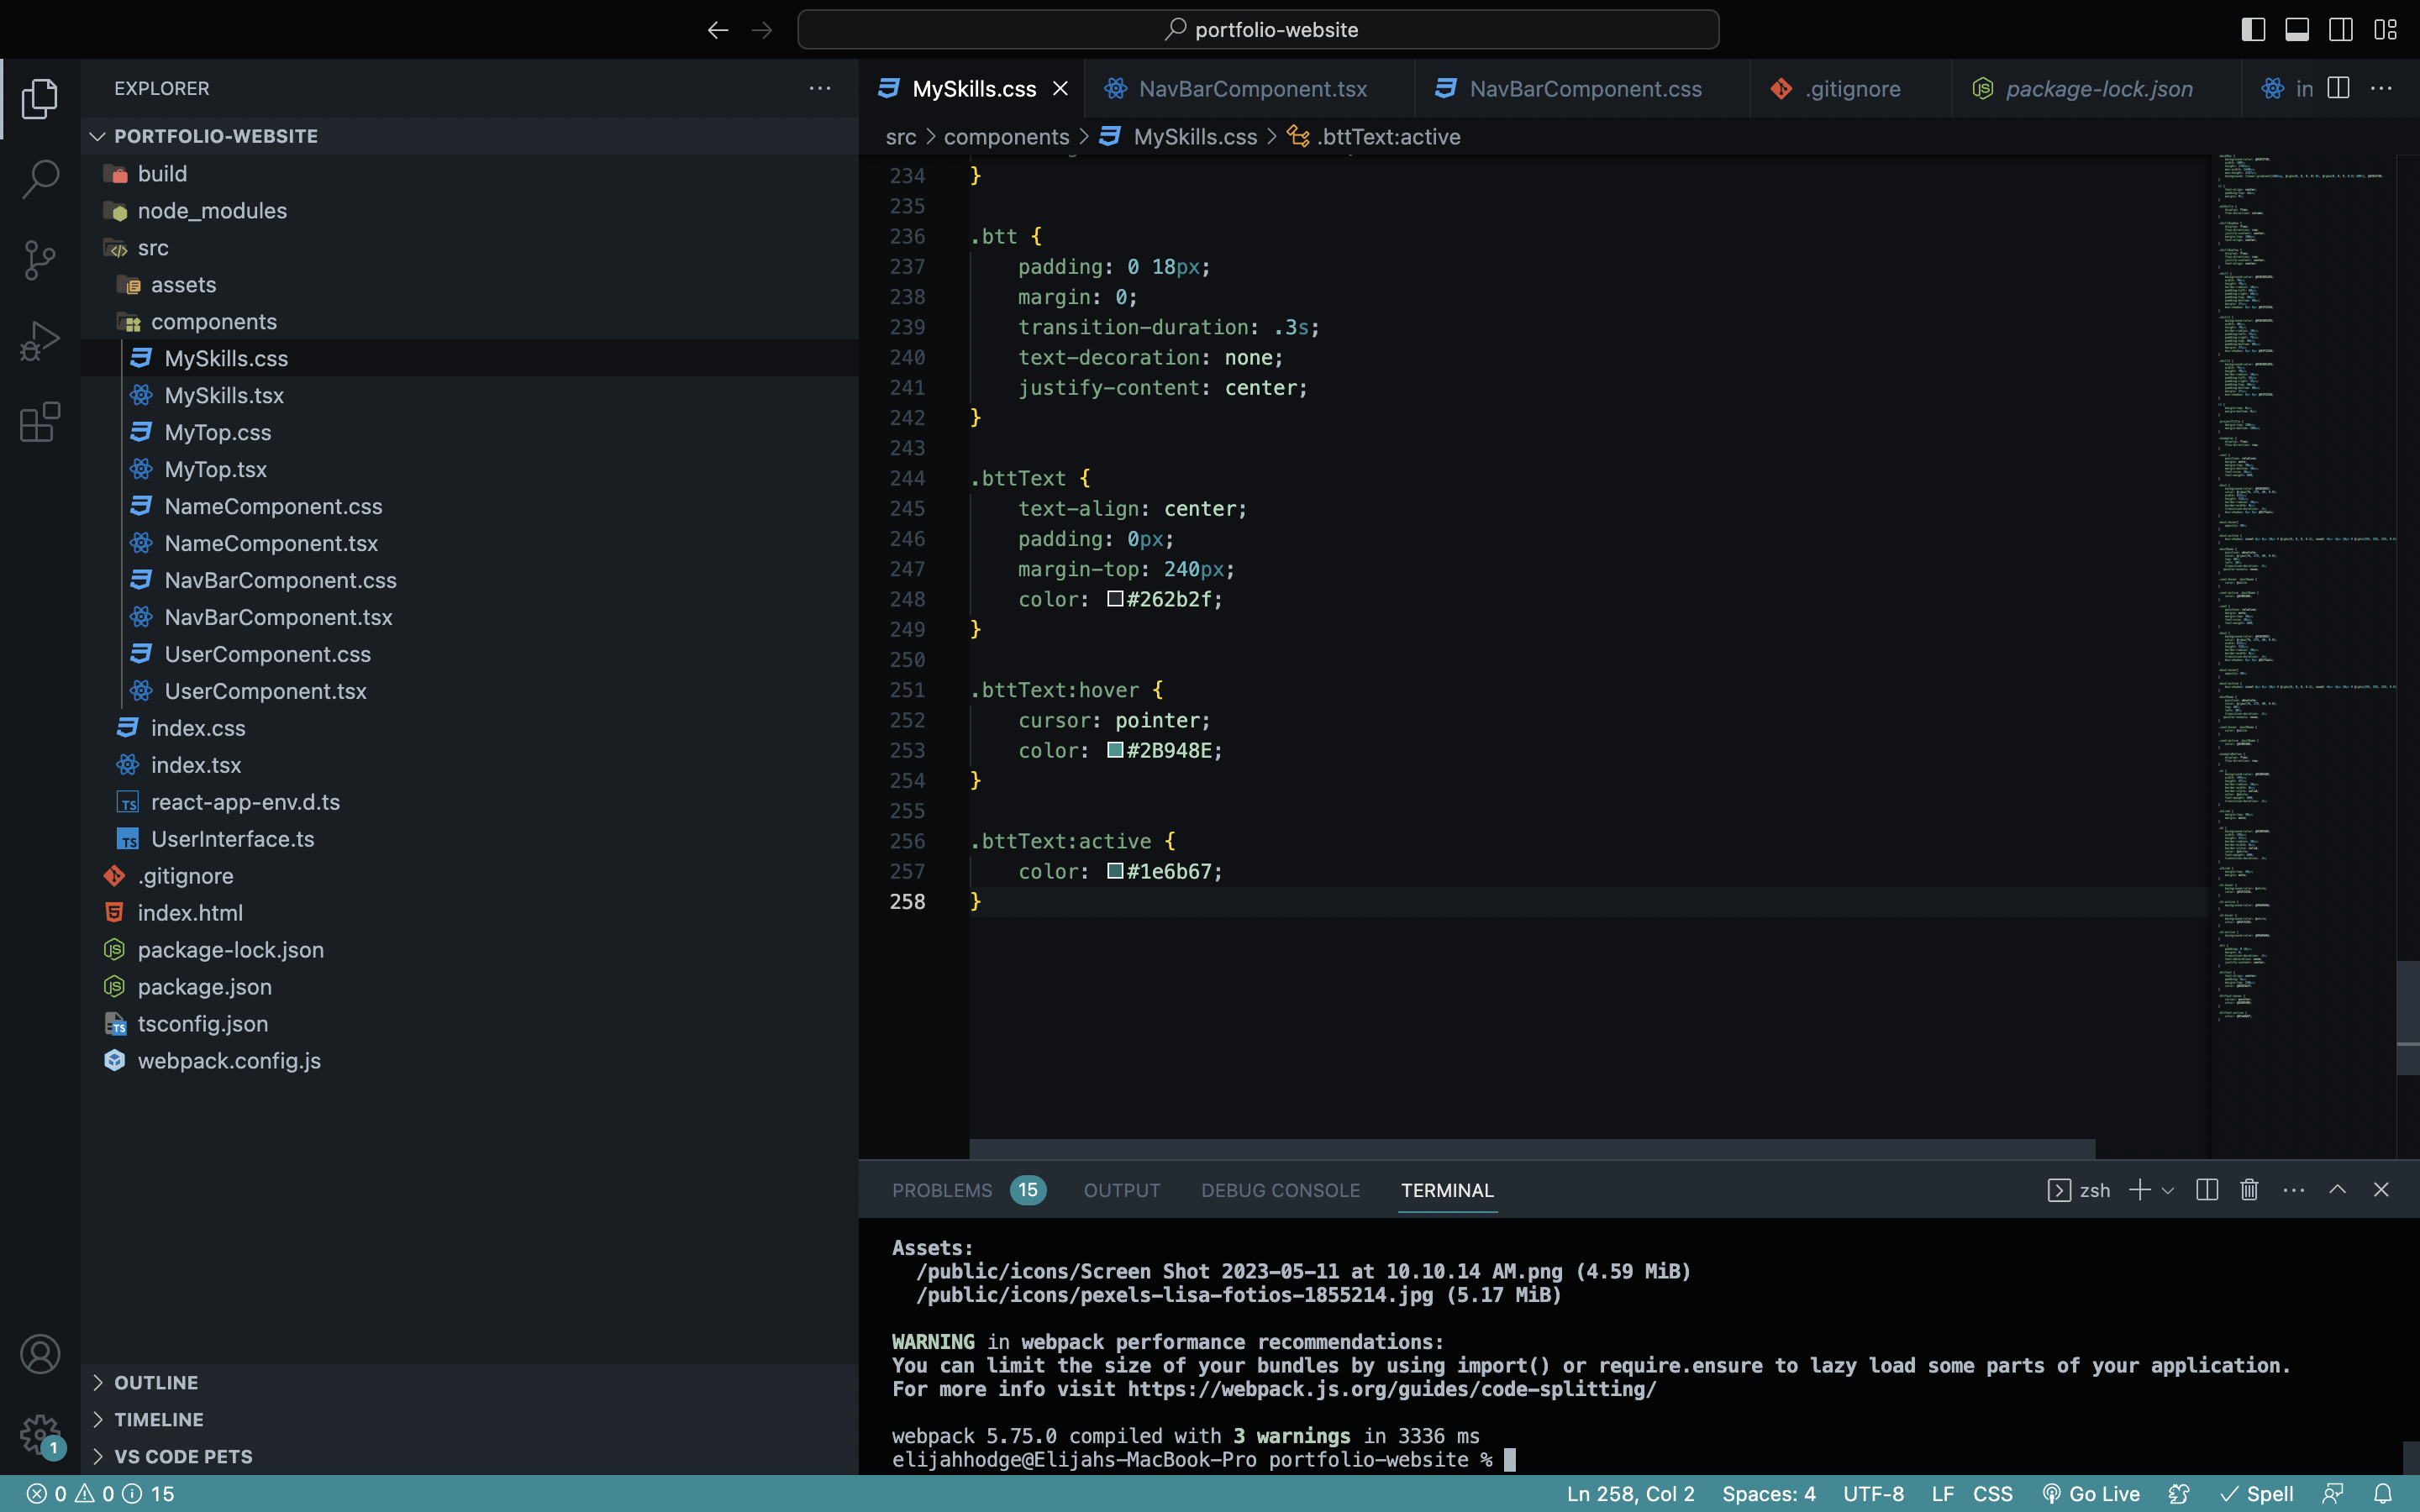 portfolio-website
EXPLORER
PORTFOLIO-WEBSITE
build
node_modules
src
assets
components
MySkills.css
MySkills.tsx
MyTop.css
MyTop.tsx
NameComponent.css
NameComponent.tsx
NavBarComponent.css
NavBarComponent.tsx
UserComponent.css
UserComponent.tsx
index.css
index.tsx
react-app-env.d.ts
UserInterface.ts
.gitignore
index.html
package-lock.json
package.json
tsconfig.json
webpack.config.js
OUTLINE
TIMELINE
VS CODE PETS
1
MySkills.css NavBarComponent.tsx NavBarComponent.css .gitignore package-lock.json in
src > components > MySkills.css > .bttText:active
234 }
235
236 .btt {
237 padding: 0 18px;
238 margin: 0;
239 transition-duration: .3s;
240 text-decoration: none;
241 justify-content: center;
242 }
243
244 .bttText {
245 text-align: center;
246 padding: 0px;
247 margin-top: 240px;
248 color: #262b2f;
249 }
250
251 .bttText:hover {
252 cursor: pointer;
253 color: #2B948E;
254 }
255
256 .bttText:active {
257 color: #1e6b67;
258 }
PROBLEMS 15 OUTPUT DEBUG CONSOLE TERMINAL zsh
Assets:
/public/icons/Screen Shot 2023-05-11 at 10.10.14 AM.png (4.59 MiB)
/public/icons/pexels-lisa-fotios-1855214.jpg (5.17 MiB)
WARNING in webpack performance recommendations:
You can limit the size of your bundles by using import() or require.ensure to lazy load some parts of your application.
For more info visit https://webpack.js.org/guides/code-splitting/
webpack 5.75.0 compiled with 3 warnings in 3336 ms
elijahhodge@Elijahs-MacBook-Pro portfolio-website %
0 0 15 Ln 258, Col 2 Spaces: 4 UTF-8 LF CSS Go Live Spell